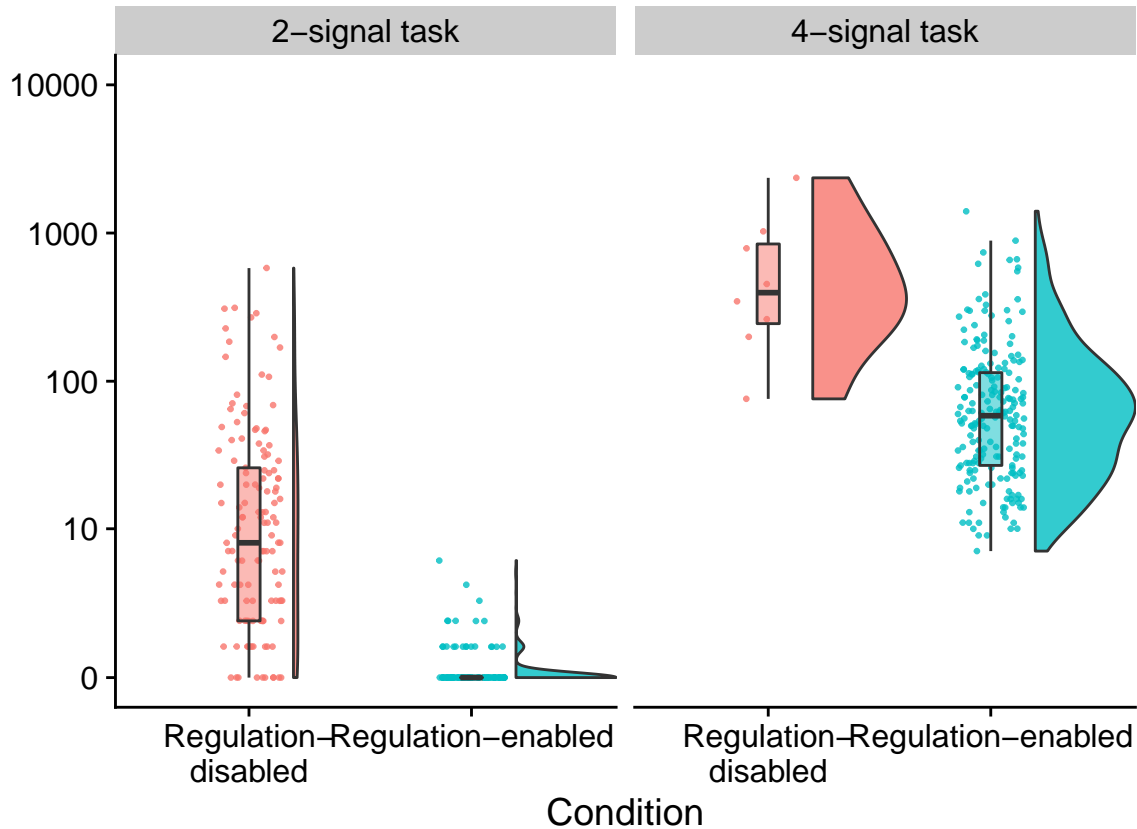 2−signal task
4−signal task
10000
1000
100
10
0
Regulation−
disabled
Regulation−enabled
Regulation−
disabled
Regulation−enabled
Condition